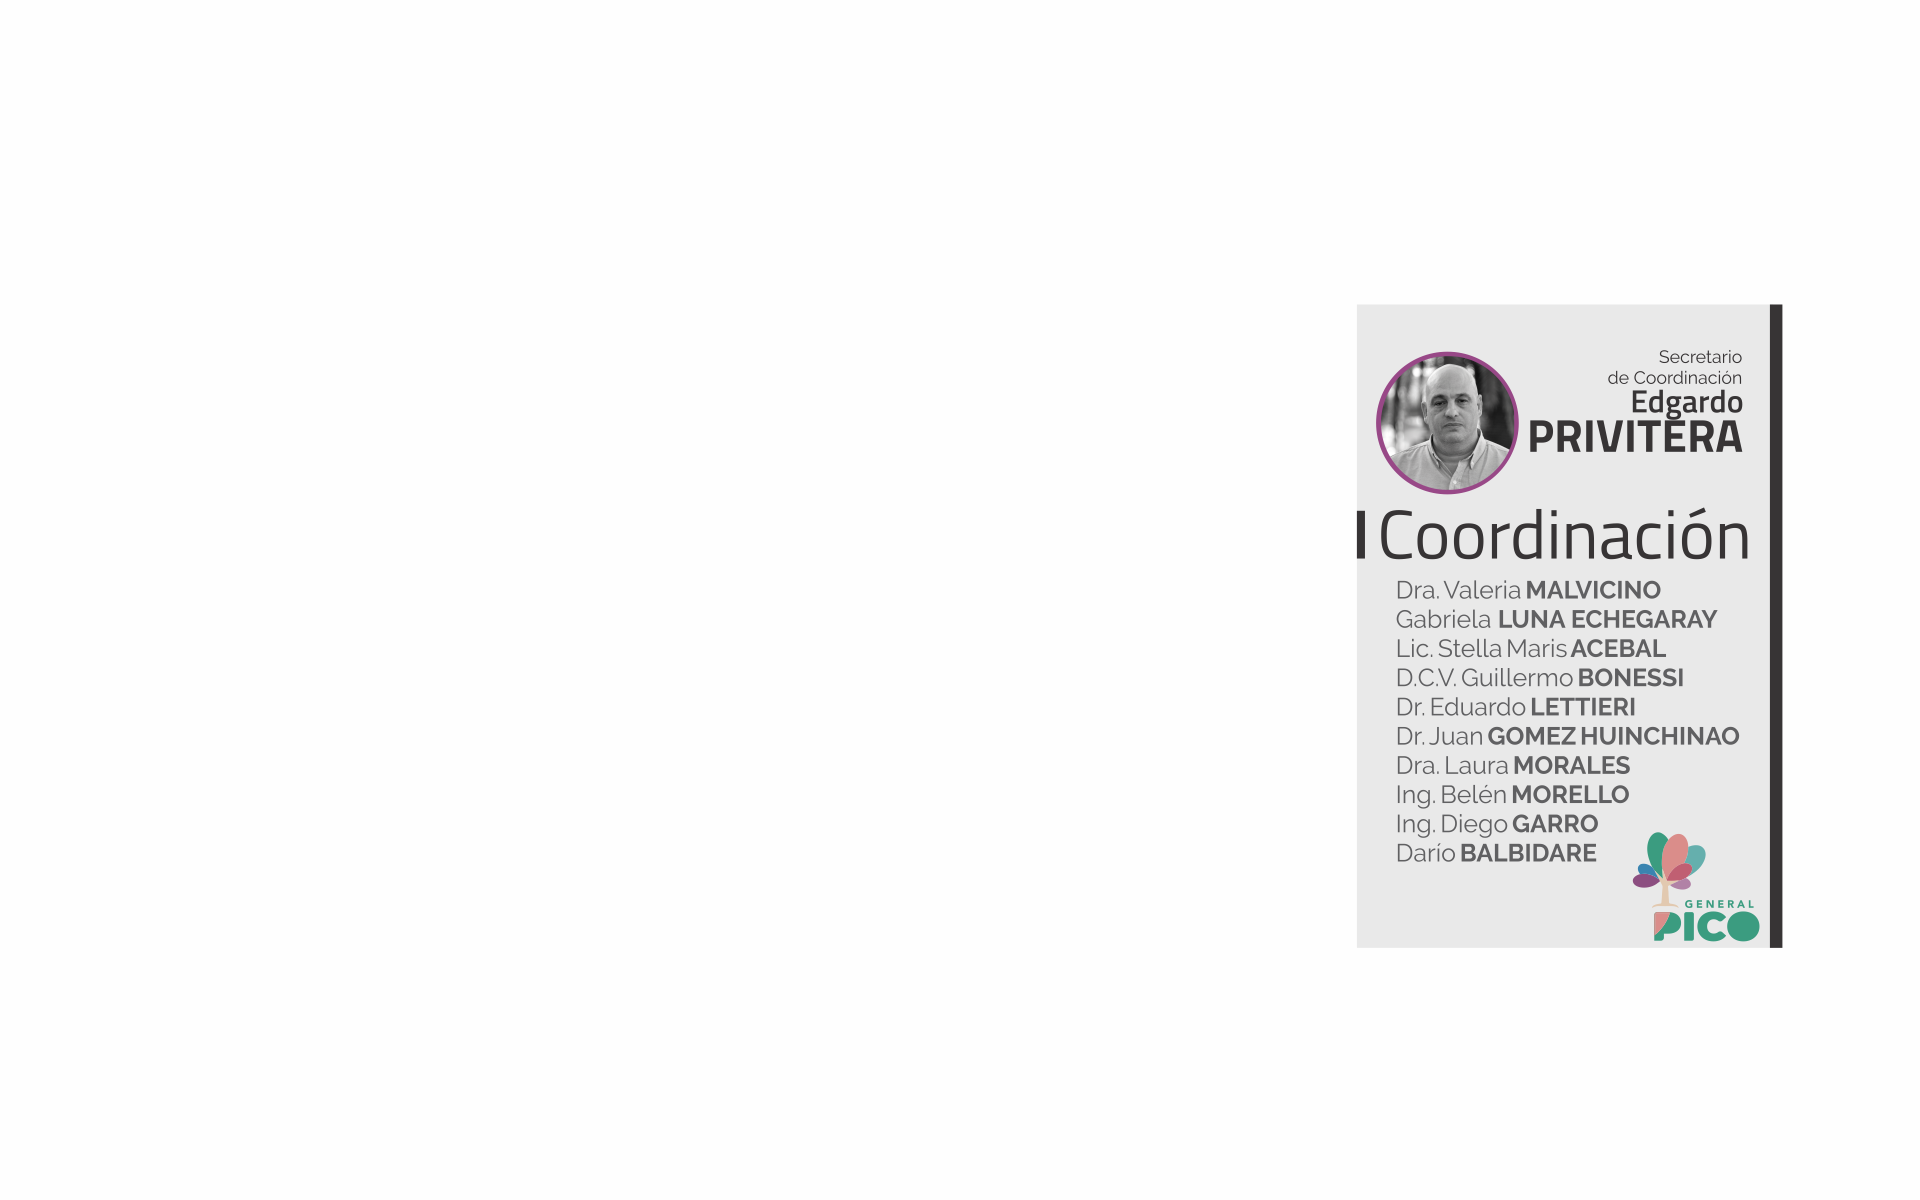 Secretario
de Coordinación
Edgardo
PRIVITERA
Coordinación
Dra. Valeria MALVICINO
Gabriela LUNA ECHEGARAY
Lic. Stella Maris ACEBAL
D.C.V. Guillermo BONESSI
Dr. Eduardo LETTIERI
Dr. Juan GOMEZ HUINCHINAO
Dra. Laura MORALES
Ing. Belén MORELLO
Ing. Diego GARRO
Darío BALBIDARE
GENERAL
PICO